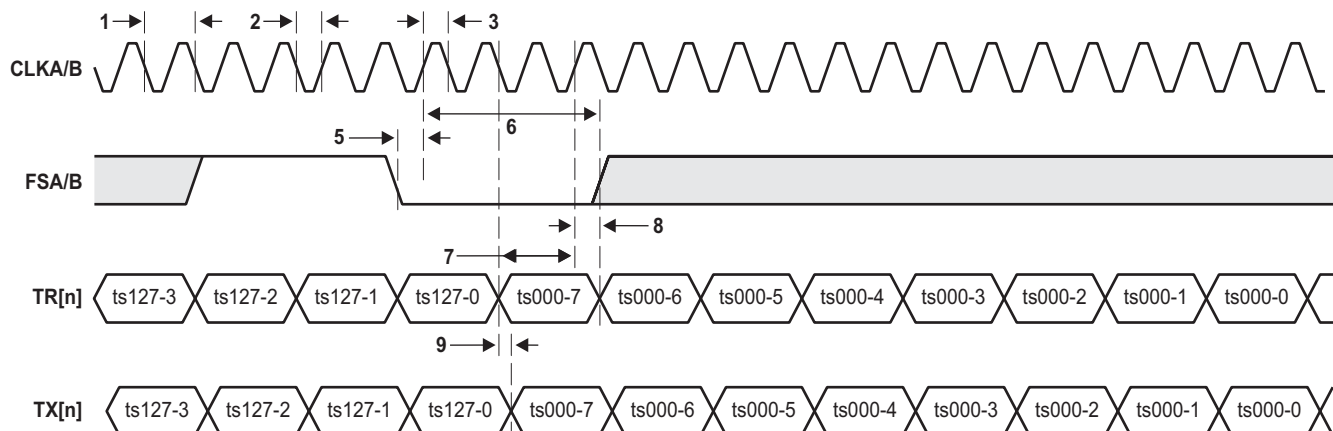 1 2 3
CLKA/B
6
5
FSA/B
8
7
TR[n] ts127-3 ts127-2 ts127-1 ts127-0 ts000-7 ts000-6 ts000-5 ts000-4 ts000-3 ts000-2 ts000-1 ts000-0
9
TX[n] ts127-3 ts127-2 ts127-1 ts127-0 ts000-7 ts000-6 ts000-5 ts000-4 ts000-3 ts000-2 ts000-1 ts000-0